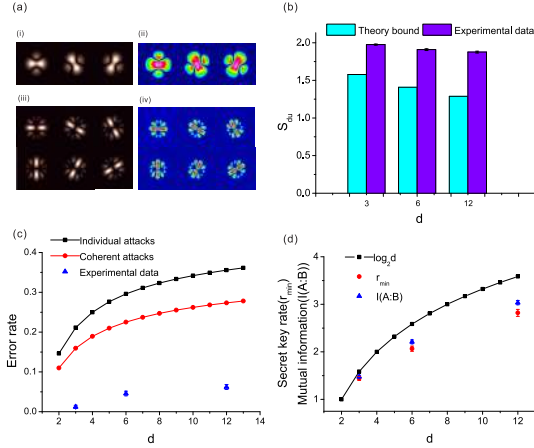 (a)
(i)
(ii)
(iii)
(iv)
(b)
Theory bound
Experimental data
2.0
1.5
1.0
0.5
0.0
S_du
3
6
12
d
(c)
Individual attacks
Coherent attacks
Experimental data
0.4
0.3
0.2
0.1
0.0
Error rate
2
4
6
8
10
12
14
d
(d)
log₂d
r_min
I(A:B)
4
3
2
1
0
Secret key rate(r_min)
Mutual information(I(A:B))
2
4
6
8
10
12
d